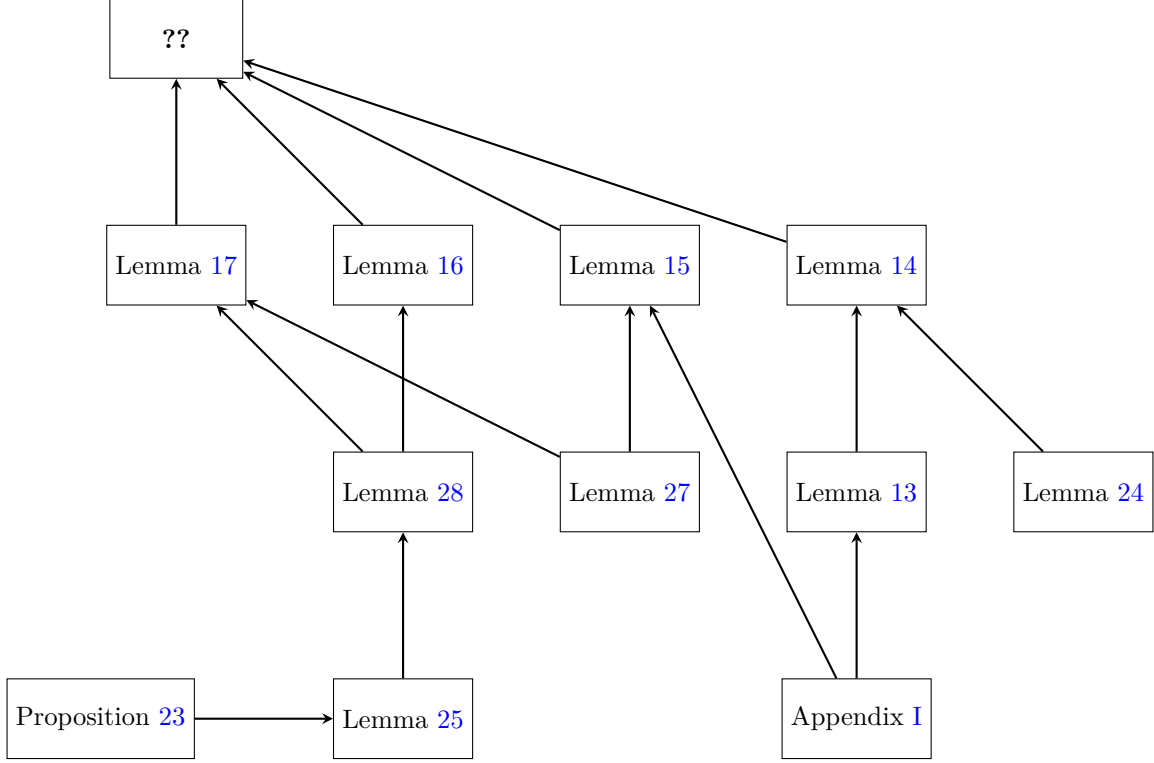 ??
Lemma 17
Lemma 16
Lemma 15
Lemma 14
Lemma 28
Lemma 27
Lemma 13
Lemma 24
Proposition 23
Lemma 25
Appendix I